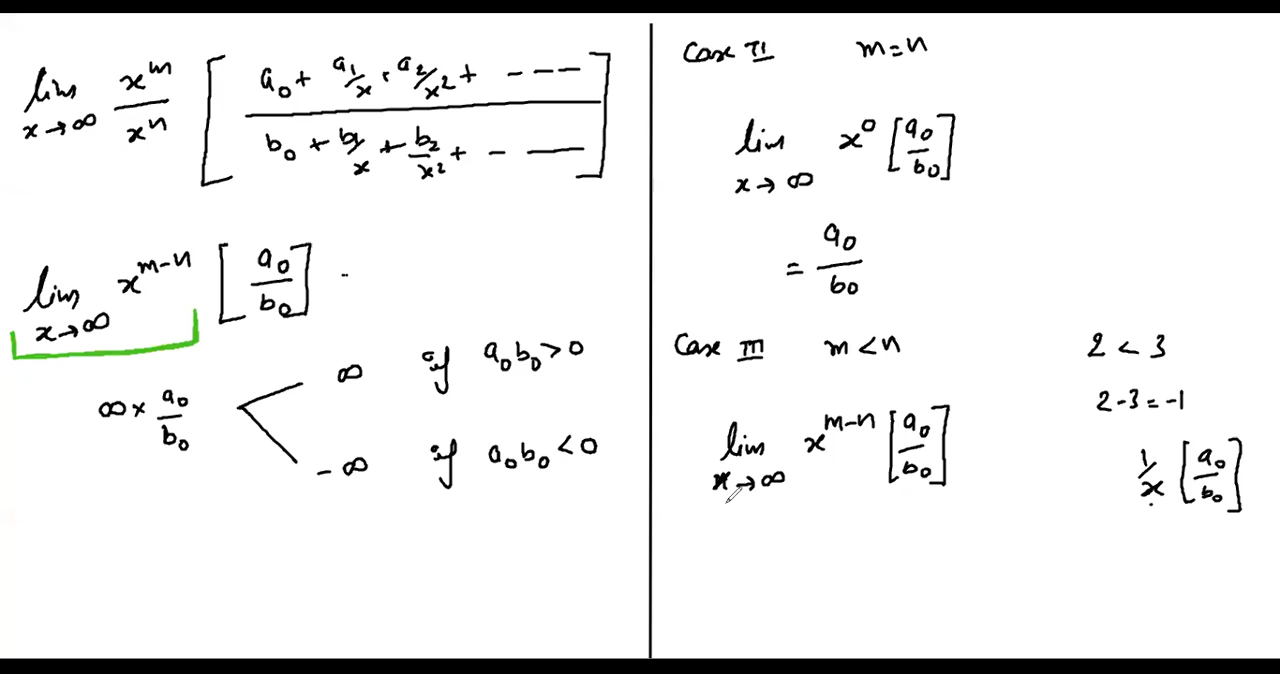 lim x→∞ x^m / x^n [ (a₀ + a₁/x + a₂/x² + - - - -) / (b₀ + b₁/x + b₂/x² + - - -) ]
lim x→∞ x^(m-n) [ a₀/b₀ ]
∞ × a₀/b₀
∞ if a₀b₀ > 0
-∞ if a₀b₀ < 0
Case II m = n
lim x→∞ x⁰ [ a₀/b₀ ]
= a₀/b₀
Case III m < n 2 < 3
2 - 3 = -1
lim x→∞ x^(m-n) [ a₀/b₀ ] 1/x [ a₀/b₀ ]